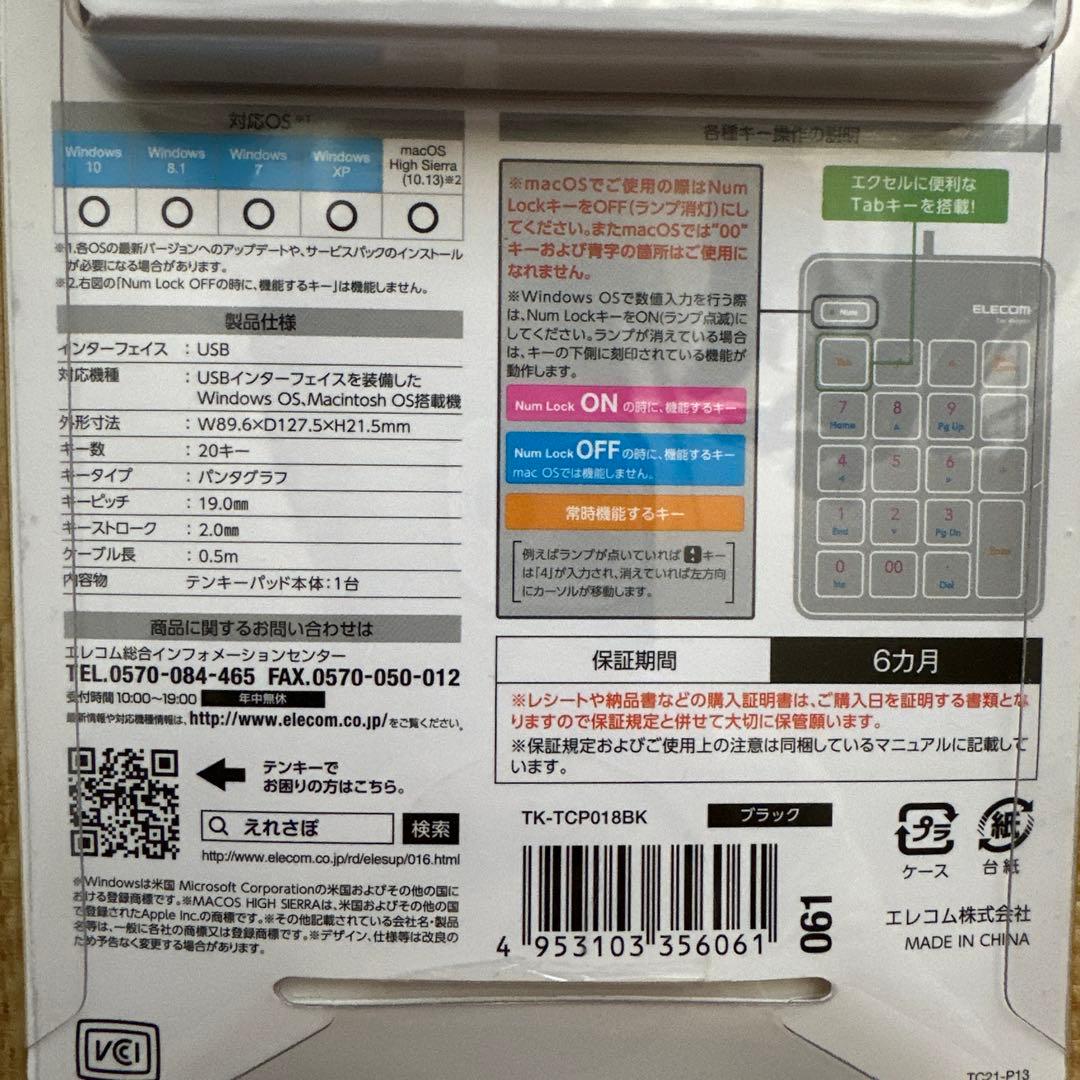 対応OS※1
Windows 10
Windows 8.1
Windows 7
Windows XP
macOS High Sierra (10.13)※2
※1.各OSの最新バージョンへのアップデートや、サービスパックのインストール
が必要になる場合があります。
※2.右図の「Num Lock OFFの時に、機能するキー」は機能しません。
製品仕様
インターフェイス : USB
対応機種 : USBインターフェイスを装備した
Windows OS、Macintosh OS搭載機
外形寸法 : W89.6×D127.5×H21.5mm
キー数 : 20キー
キータイプ : パンタグラフ
キーピッチ : 19.0㎜
キーストローク : 2.0㎜
ケーブル長 : 0.5m
内容物 テンキーパッド本体:1台
商品に関するお問い合わせは
エレコム総合インフォメーションセンター
TEL.0570-084-465 FAX.0570-050-012
受付時間 10:00~19:00 年中無休
最新情報や対応機種情報は、http://www.elecom.co.jp/をご覧ください。
テンキーで
お困りの方はこちら。
えれさぽ 検索
http://www.elecom.co.jp/rd/elesup/016.html
※Windowsは米国 Microsoft Corporationの米国およびその他の国に
おける登録商標です。※MACOS HIGH SIERRAは、米国およびその他の国
で登録されたApple Inc.の商標です。※その他記載されている会社名・製品
名等は、一般に各社の商標又は登録商標です。※デザイン、仕様等は改良のた
め予告なく変更する場合があります。
VCCI
各種キー操作の説明
※macOSでご使用の際はNum
LockキーをOFF(ランプ消灯)にし
てください。またmacOSでは"00"
キーおよび青字の箇所はご使用に
なれません。
※Windows OSで数値入力を行う際
は、Num LockキーをON(ランプ点滅)に
してください。ランプが消えている場合
は、キーの下側に刻印されている機能が
動作します。
Num Lock ON の時に、機能するキー
Num Lock OFF の時に、機能するキー
mac OSでは機能しません。
常時機能するキー
例えばランプが点いていれば 4 キー
は「4」が入力され、消えていれば左方向
にカーソルが移動します。
エクセルに便利な
Tabキーを搭載!
Num
ELECOM
Tab
7 8 9
Home Pg Up
4 5 6 +
1 2 3
End Pg Dn
Enter
0 00 .
Ins Del
保証期間 6カ月
※レシートや納品書などの購入証明書は、ご購入日を証明する書類とな
りますので保証規定と併せて大切に保管願います。
※保証規定およびご使用上の注意は同梱しているマニュアルに記載して
います。
TK-TCP018BK ブラック
4 953103 356061
061
プラ
ケース
紙
台紙
エレコム株式会社
MADE IN CHINA
TC21-P13